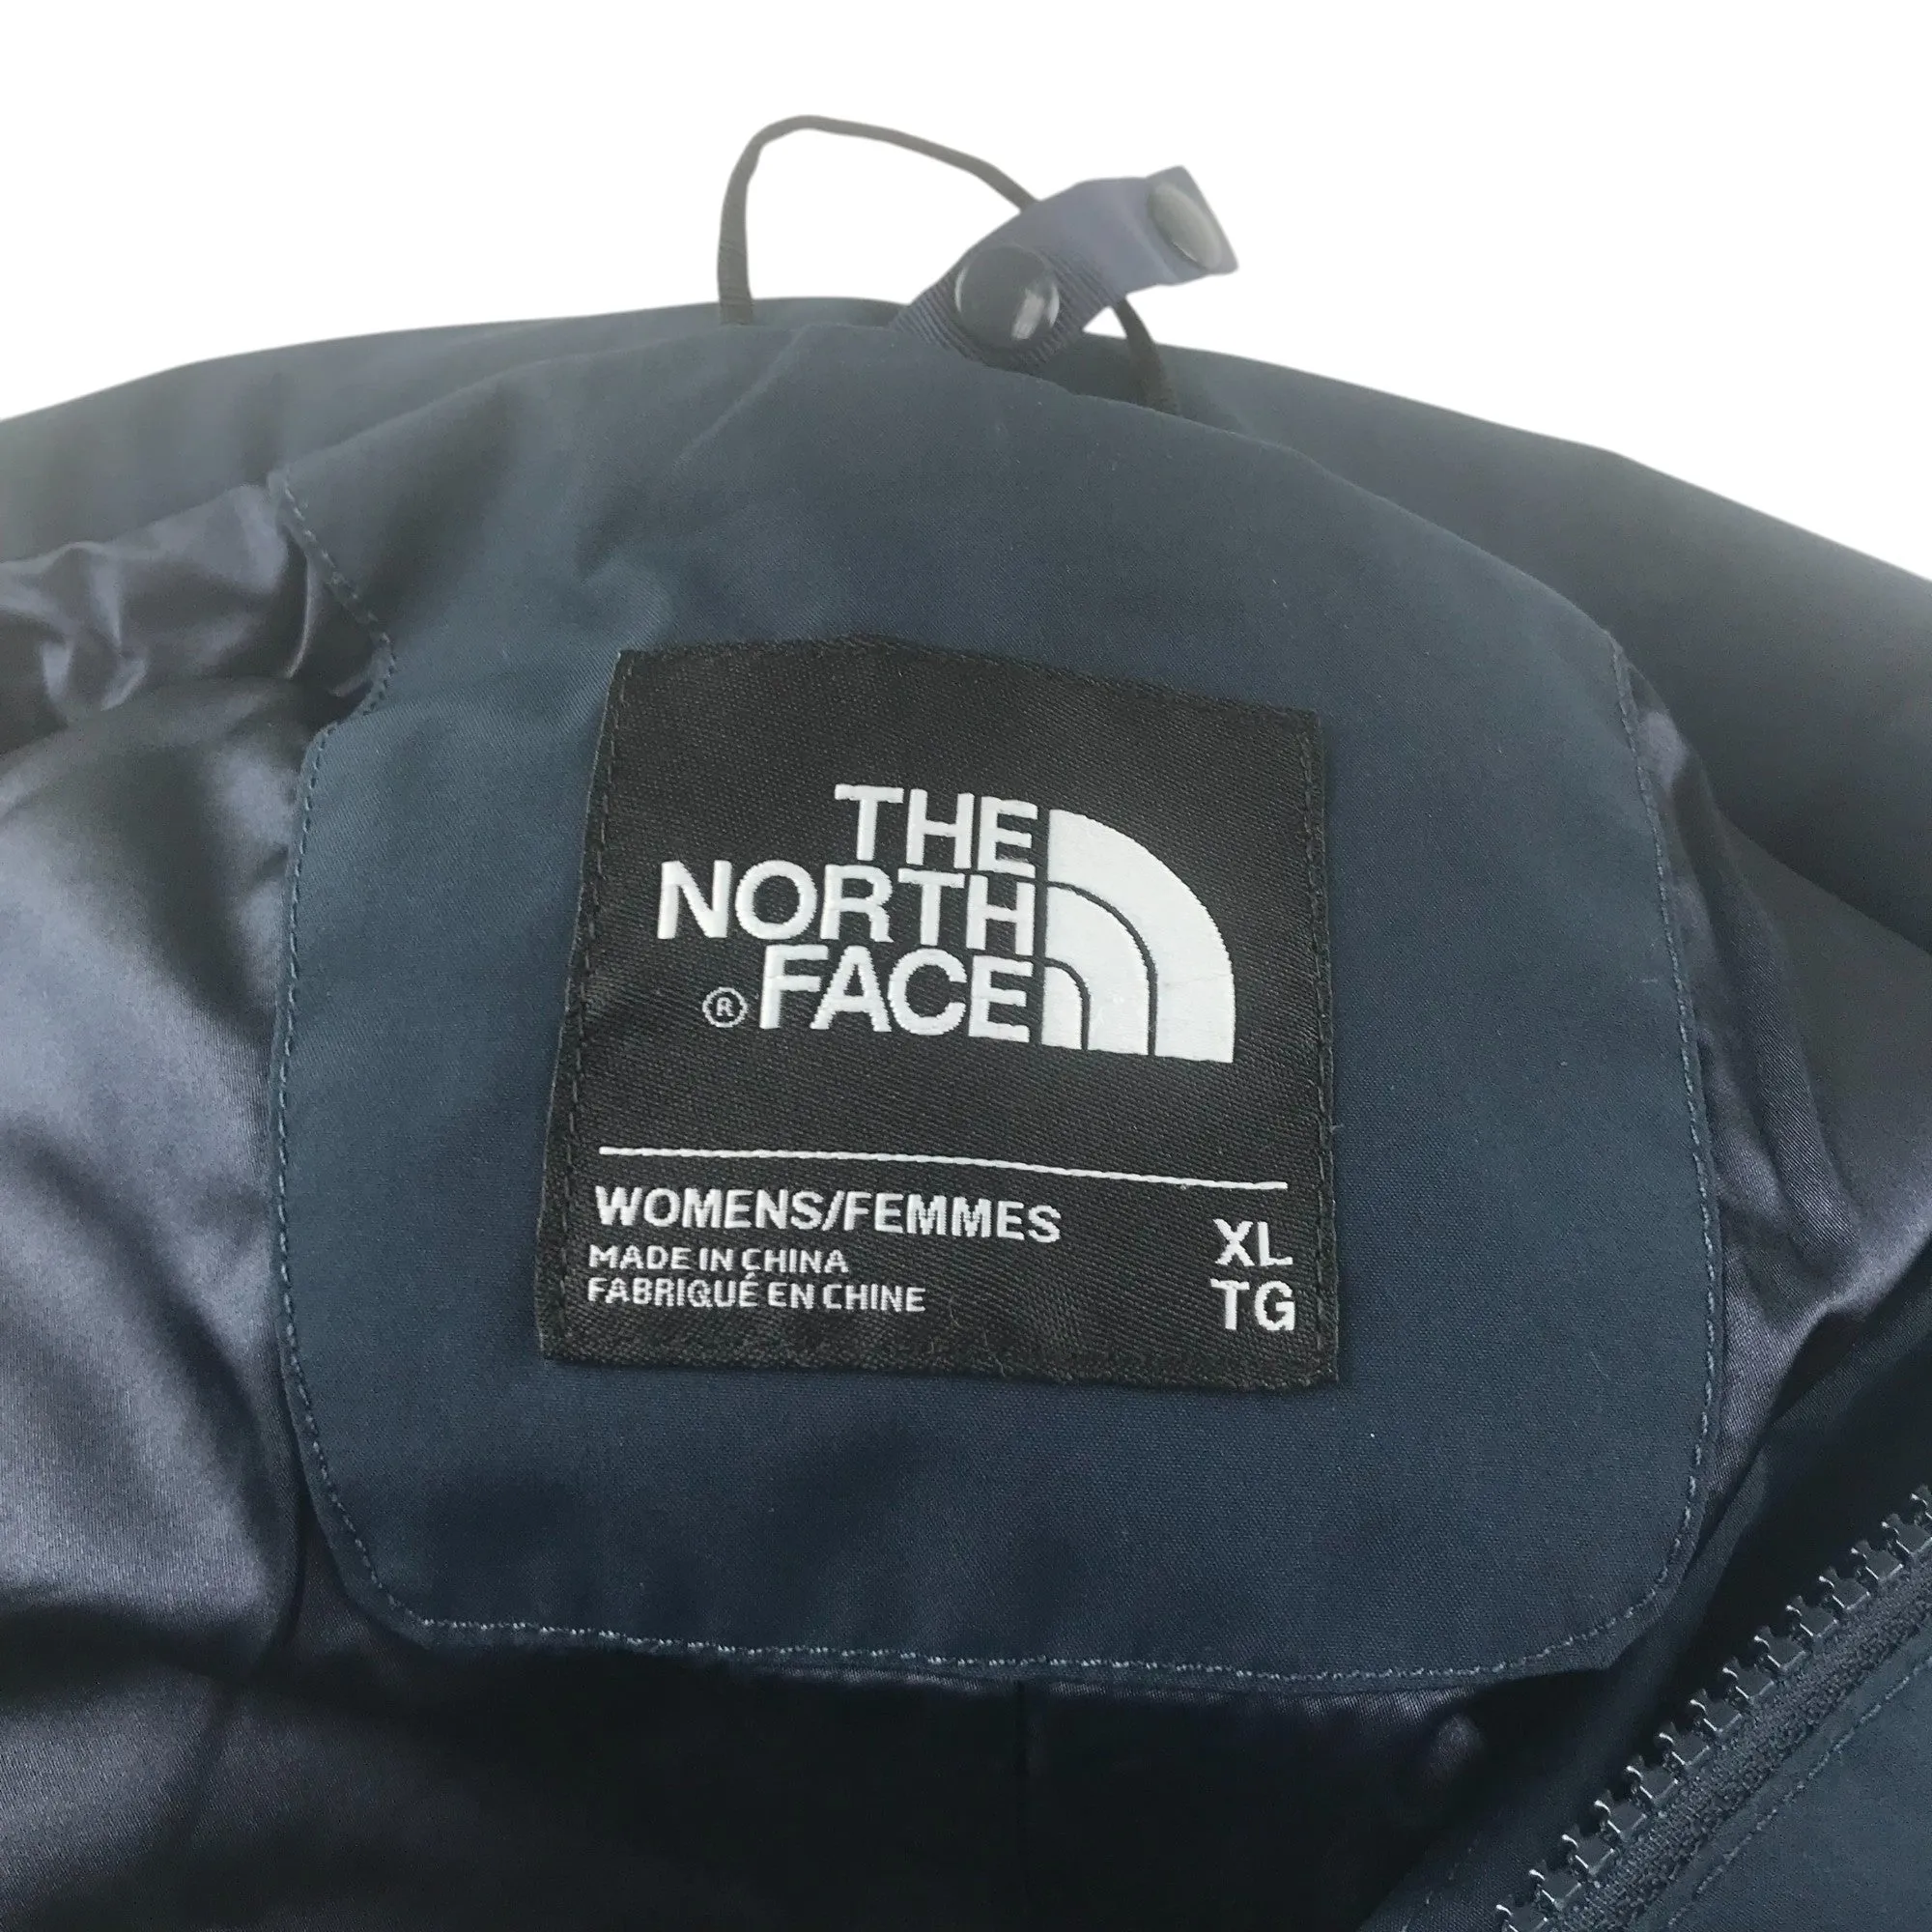 THE
NORTH
® FACE
WOMENS/FEMMES XL
MADE IN CHINA
FABRIQUÉ EN CHINE TG